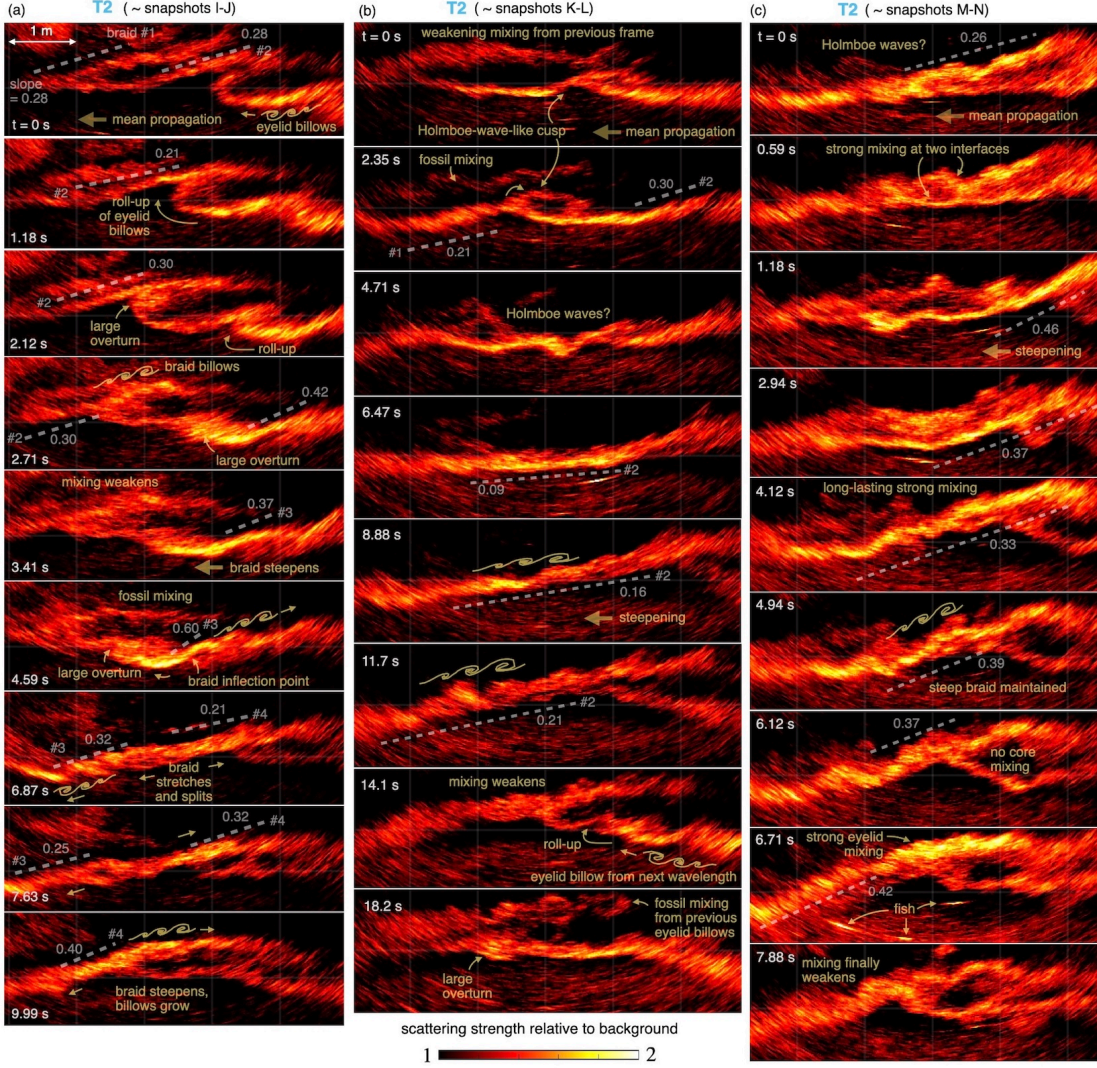 (a) T2 ( ~ snapshots I-J)
1 m
braid #1
0.28
#2
slope
= 0.28
t = 0 s
mean propagation
eyelid billows
0.21
#2
roll-up
of eyelid
billows
1.18 s
0.30
#2
large
overturn
roll-up
2.12 s
braid billows
0.42
#2
0.30
large overturn
2.71 s
mixing weakens
0.37
#3
3.41 s
braid steepens
fossil mixing
0.60
#3
large overturn
braid inflection point
4.59 s
0.21
#4
#3
0.32
braid
stretches
and splits
6.87 s
0.32
#4
0.25
#3
7.63 s
#4
0.40
braid steepens,
billows grow
9.99 s
(b) T2 ( ~ snapshots K-L)
t = 0 s
weakening mixing from previous frame
Holmboe-wave-like cusp
mean propagation
2.35 s
fossil mixing
0.30
#2
#1
0.21
4.71 s
Holmboe waves?
6.47 s
#2
0.09
8.88 s
#2
0.16
steepening
11.7 s
#2
0.21
14.1 s
mixing weakens
roll-up
eyelid billow from next wavelength
18.2 s
fossil mixing
from previous
eyelid billows
large
overturn
scattering strength relative to background
1 2
(c) T2 ( ~ snapshots M-N)
t = 0 s
Holmboe waves?
0.26
mean propagation
0.59 s
strong mixing at two interfaces
1.18 s
0.46
steepening
2.94 s
0.37
4.12 s
long-lasting strong mixing
0.33
4.94 s
0.39
steep braid maintained
6.12 s
0.37
no core
mixing
6.71 s
strong eyelid
mixing
0.42
fish
7.88 s
mixing finally
weakens